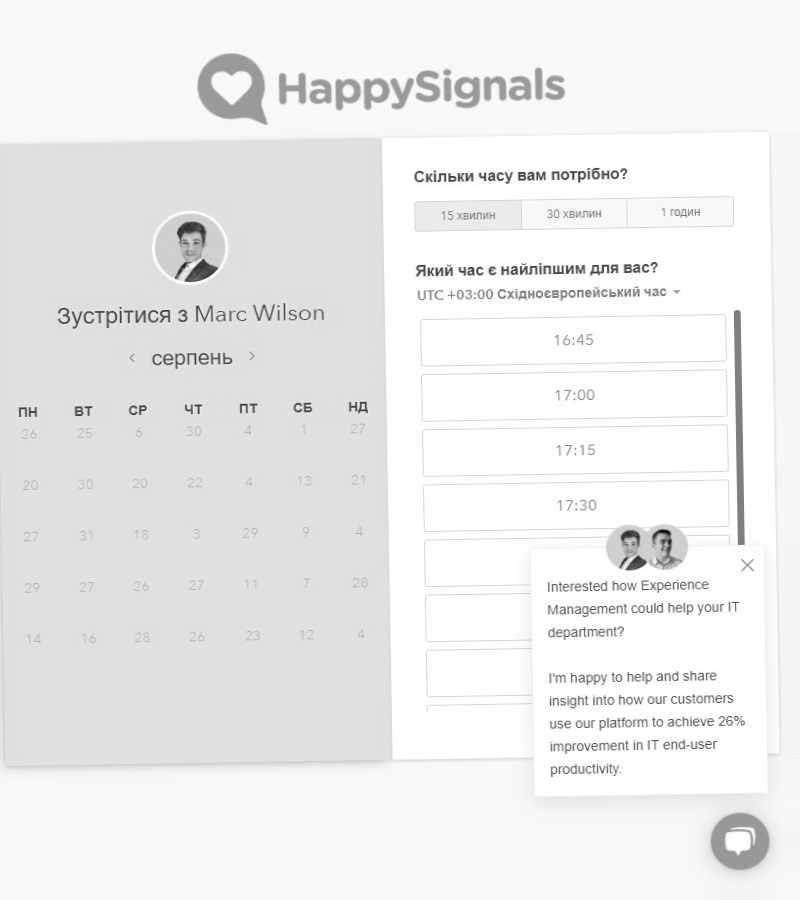 HappySignals
Зустрітися з Marc Wilson
серпень
ПН ВТ СР ЧТ ПТ СБ НД
26 25 6 30 4 1 27
20 30 20 22 4 13 21
27 31 18 3 29 9 4
29 27 26 27 11 7 28
14 16 28 26 23 12 4
Скільки часу вам потрібно?
15 хвилин 30 хвилин 1 годин
Який час є найліпшим для вас?
UTC +03:00 Східноєвропейський час
16:45
17:00
17:15
17:30
Interested how Experience
Management could help your IT
department?
I'm happy to help and share
insight into how our customers
use our platform to achieve 26%
improvement in IT end-user
productivity.